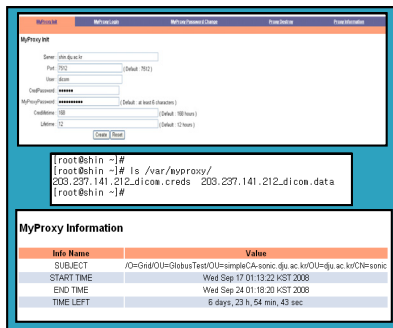 MyProxy Init MyProxy Loads MyProxy Password Change Proxy Destroy Proxy Information
MyProxy Init
Server: shin.dju.ac.kr
Port: 7512 ( Default : 7512 )
User: dicom
CredPassword: ••••••
MyProxyPassword: •••••••••• ( Default : at least 6 characters )
Credlifetime: 168 ( Default : 168 hours )
Lifetime: 12 ( Default : 12 hours )
Create Reset
[root@shin ~]#
[root@shin ~]# ls /var/myproxy/
203.237.141.212_dicom.creds 203.237.141.212_dicom.data
[root@shin ~]#
MyProxy Information
Info Name Value
SUBJECT /O=Grid/OU=GlobusTest/OU=simpleCA-sonic.dju.ac.kr/OU=dju.ac.kr/CN=sonic
START TIME Wed Sep 17 01:13:22 KST 2008
END TIME Wed Sep 24 01:18:20 KST 2008
TIME LEFT 6 days, 23 h, 54 min, 43 sec